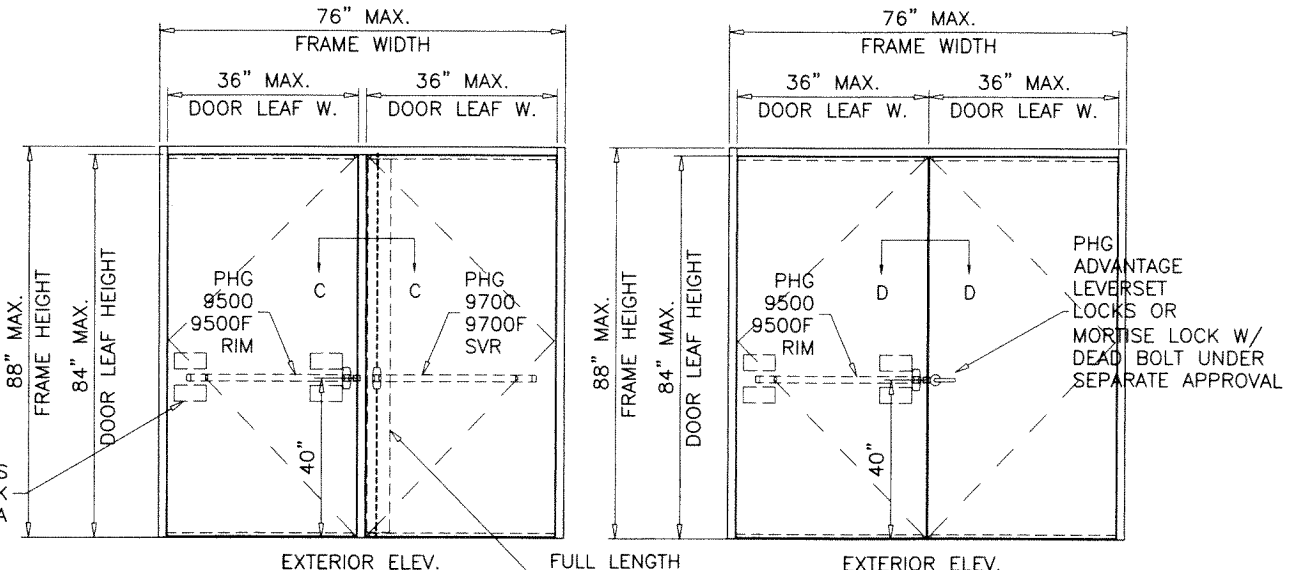 76" MAX.
FRAME WIDTH
36" MAX.
DOOR LEAF W.
36" MAX.
DOOR LEAF W.
88" MAX.
FRAME HEIGHT
84" MAX.
DOOR LEAF HEIGHT
PHG
9500
9500F
RIM
C
C
PHG
9700
9700F
SVR
40"
EXTERIOR ELEV.
FULL LENGTH
76" MAX.
FRAME WIDTH
36" MAX.
DOOR LEAF W.
36" MAX.
DOOR LEAF W.
88" MAX.
FRAME HEIGHT
84" MAX.
DOOR LEAF HEIGHT
PHG
9500
9500F
RIM
D
D
PHG
ADVANTAGE
LEVERSET
LOCKS OR
MORTISE LOCK W/
DEAD BOLT UNDER
SEPARATE APPROVAL
40"
EXTERIOR ELEV.